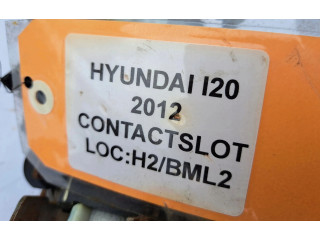 HYUNDAI I20
2012
CONTACTSLOT
LOC:H2/BML2